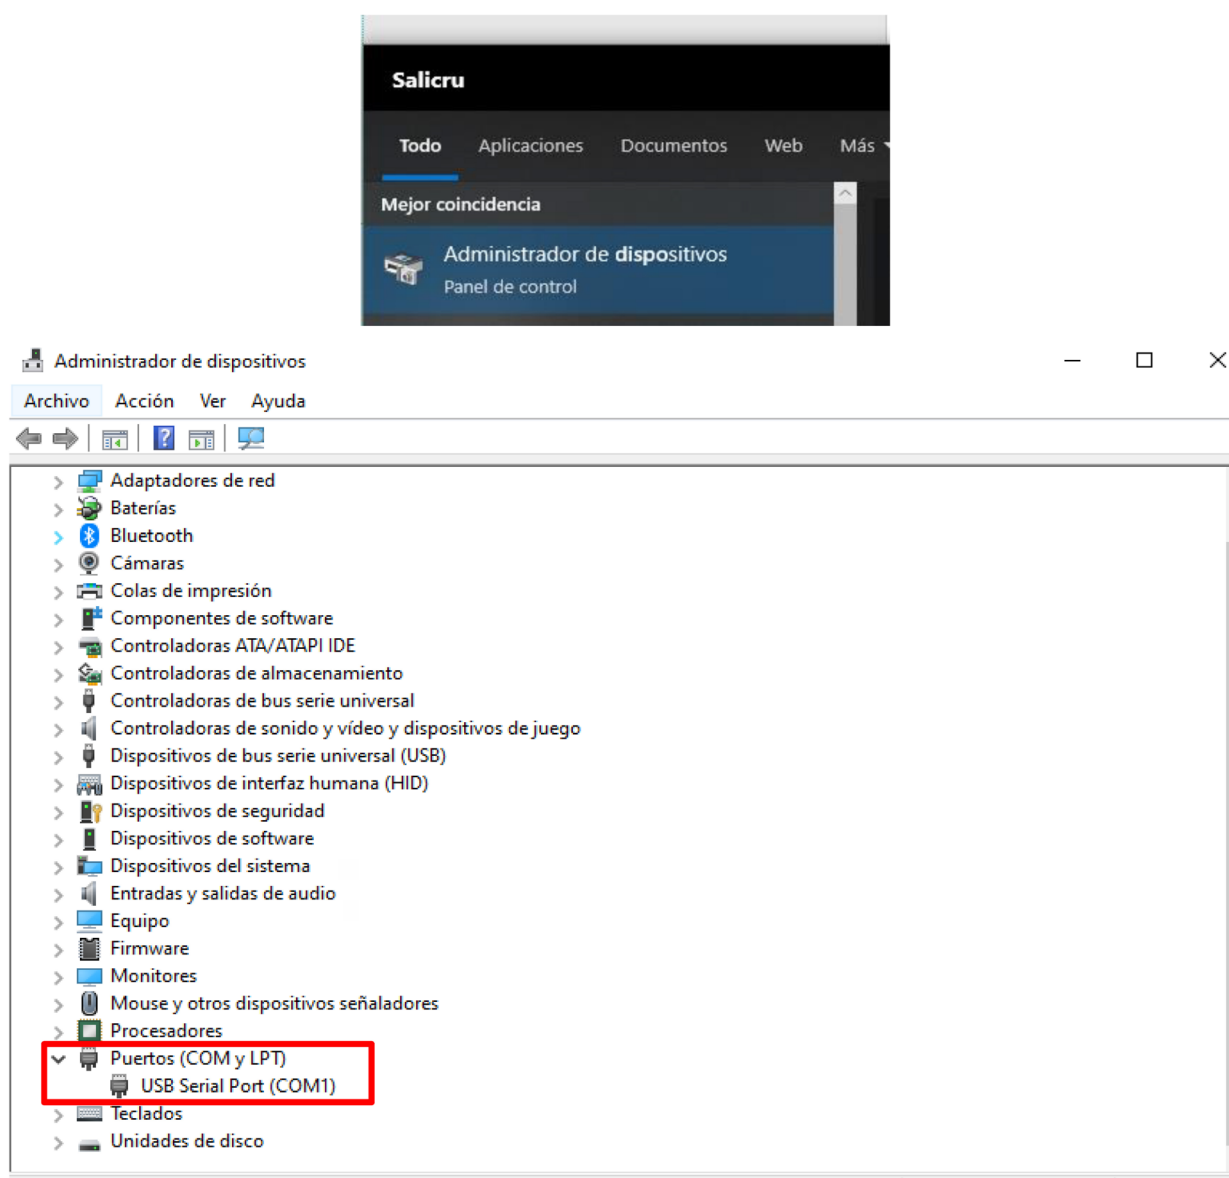 Salicru
Todo Aplicaciones Documentos Web Más
Mejor coincidencia
Administrador de dispositivos
Panel de control
Administrador de dispositivos
Archivo Acción Ver Ayuda
Adaptadores de red
Baterías
Bluetooth
Cámaras
Colas de impresión
Componentes de software
Controladoras ATA/ATAPI IDE
Controladoras de almacenamiento
Controladoras de bus serie universal
Controladoras de sonido y vídeo y dispositivos de juego
Dispositivos de bus serie universal (USB)
Dispositivos de interfaz humana (HID)
Dispositivos de seguridad
Dispositivos de software
Dispositivos del sistema
Entradas y salidas de audio
Equipo
Firmware
Monitores
Mouse y otros dispositivos señaladores
Procesadores
Puertos (COM y LPT)
USB Serial Port (COM1)
Teclados
Unidades de disco